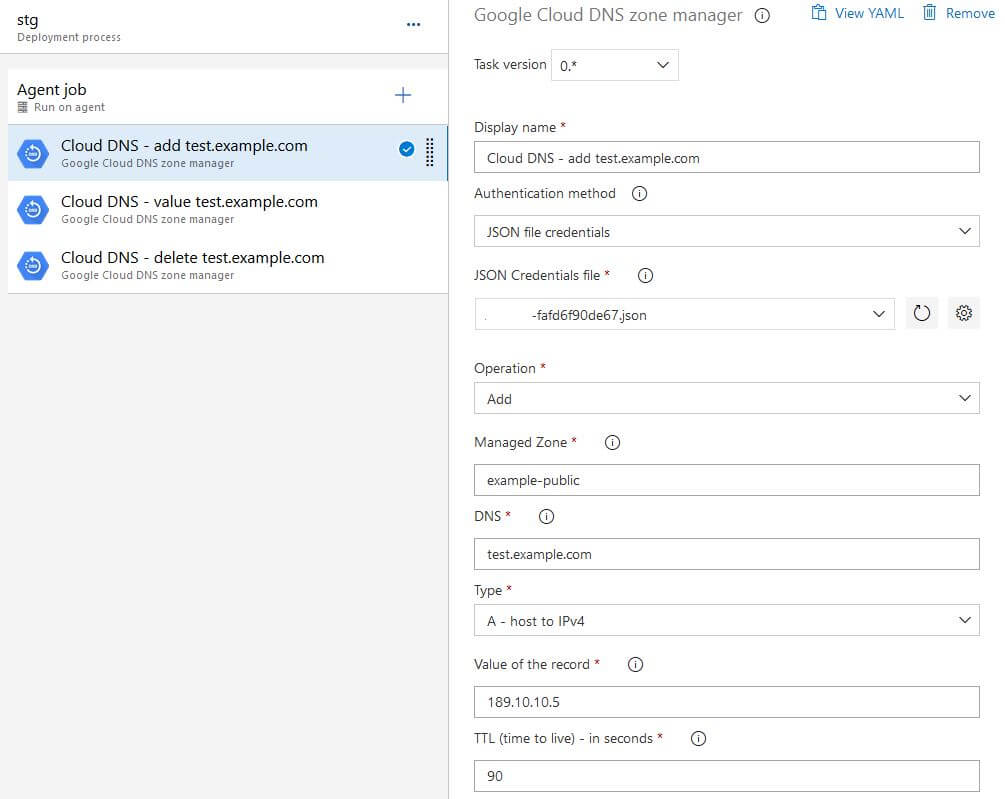 stg
...
Deployment process
Agent job
Run on agent
Cloud DNS - add test.example.com
Google Cloud DNS zone manager
Cloud DNS - value test.example.com
Google Cloud DNS zone manager
Cloud DNS - delete test.example.com
Google Cloud DNS zone manager
Google Cloud DNS zone manager
View YAML
Remove
Task version 0.*
Display name *
Cloud DNS - add test.example.com
Authentication method
JSON file credentials
JSON Credentials file *
-fafd6f90de67.json
Operation *
Add
Managed Zone *
example-public
DNS *
test.example.com
Type *
A - host to IPv4
Value of the record *
189.10.10.5
TTL (time to live) - in seconds *
90